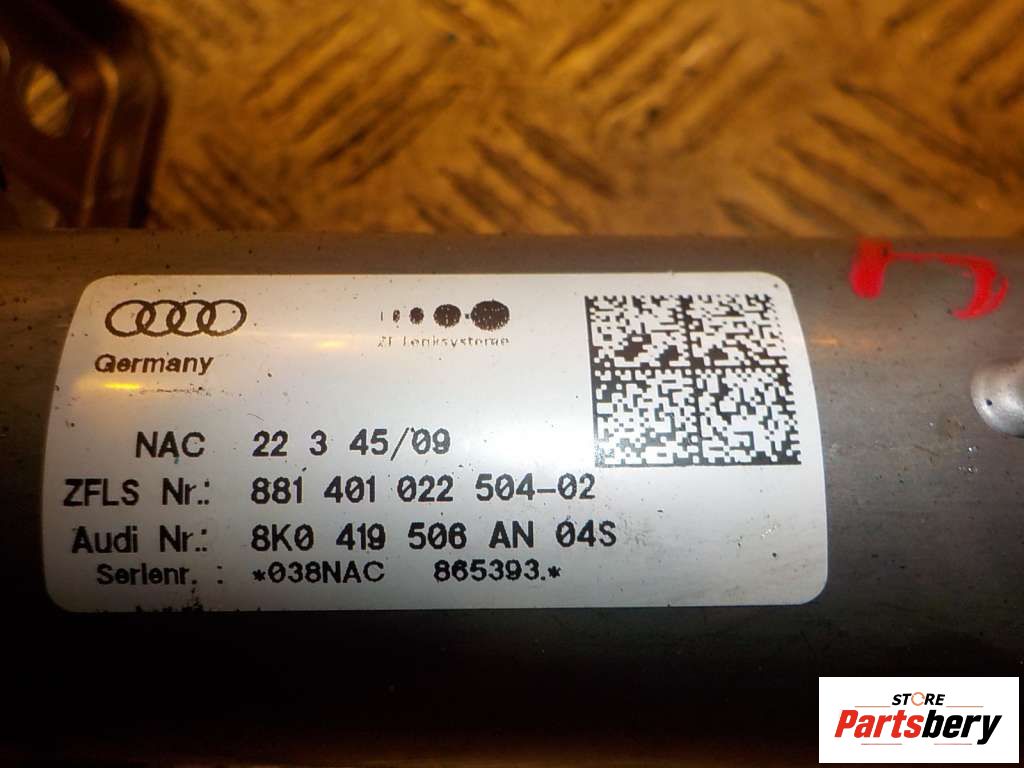 Germany
ZF Lenksysteme
NAC 22 3 45/09
ZFLS Nr.: 881 401 022 504-02
Audi Nr.: 8K0 419 506 AN 04S
Serienr. : *038NAC 865393.*
STORE
Partsbery